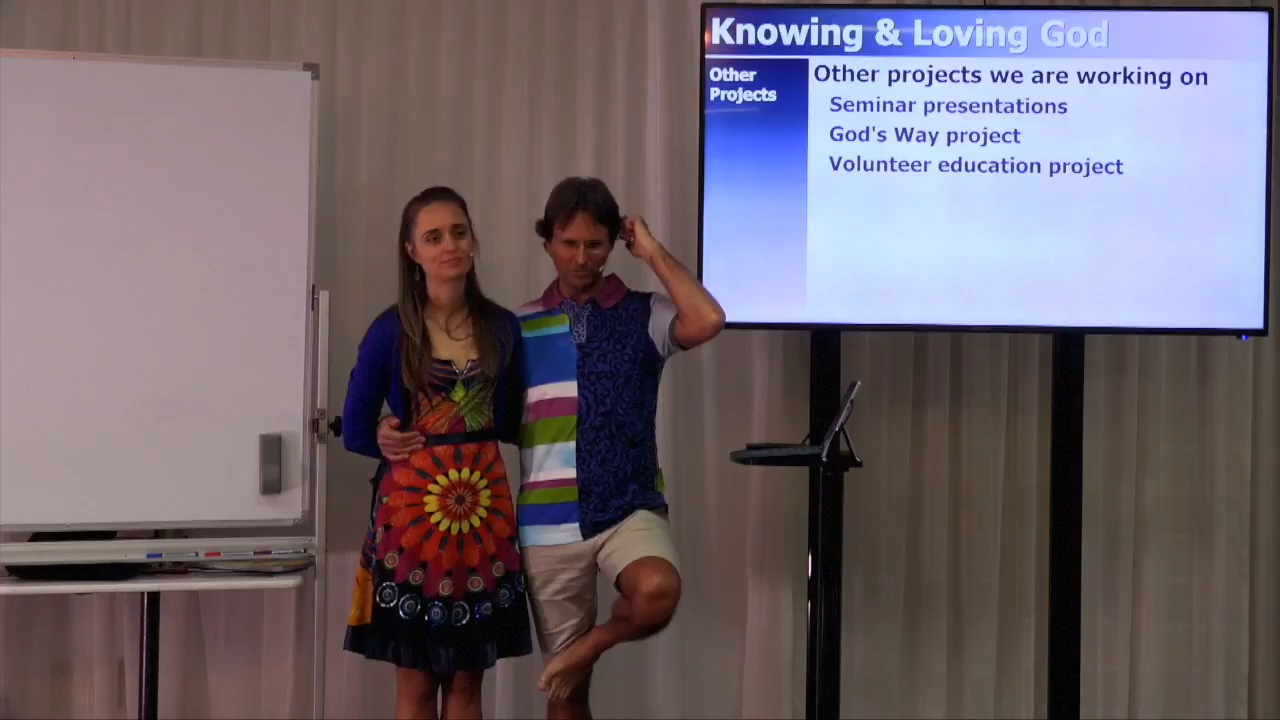 Knowing & Loving God
Other
Projects
Other projects we are working on
Seminar presentations
God's Way project
Volunteer education project